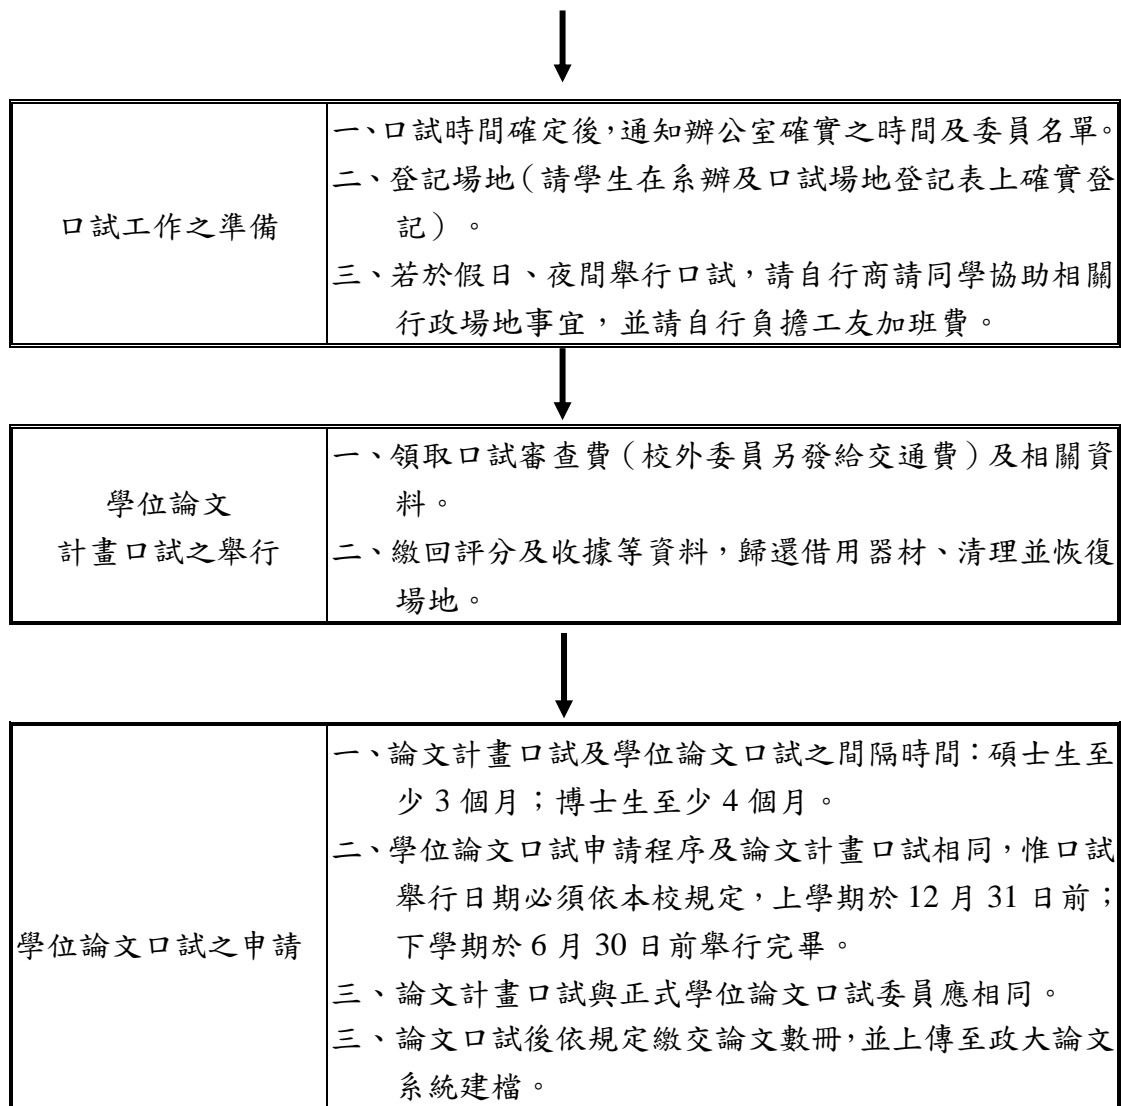 口試工作之準備
一、口試時間確定後,通知辦公室確實之時間及委員名單。
二、登記場地(請學生在系辦及口試場地登記表上確實登
記)。
三、若於假日、夜間舉行口試,請自行商請同學協助相關
行政場地事宜,並請自行負擔工友加班費。
學位論文
計畫口試之舉行
一、領取口試審查費(校外委員另發給交通費)及相關資
料。
二、繳回評分及收據等資料,歸還借用器材、清理並恢復
場地。
學位論文口試之申請
一、論文計畫口試及學位論文口試之間隔時間:碩士生至
少 3 個月;博士生至少 4 個月。
二、學位論文口試申請程序及論文計畫口試相同,惟口試
舉行日期必須依本校規定,上學期於 12 月 31 日前;
下學期於 6 月 30 日前舉行完畢。
三、論文計畫口試與正式學位論文口試委員應相同。
三、論文口試後依規定繳交論文數冊,並上傳至政大論文
系統建檔。